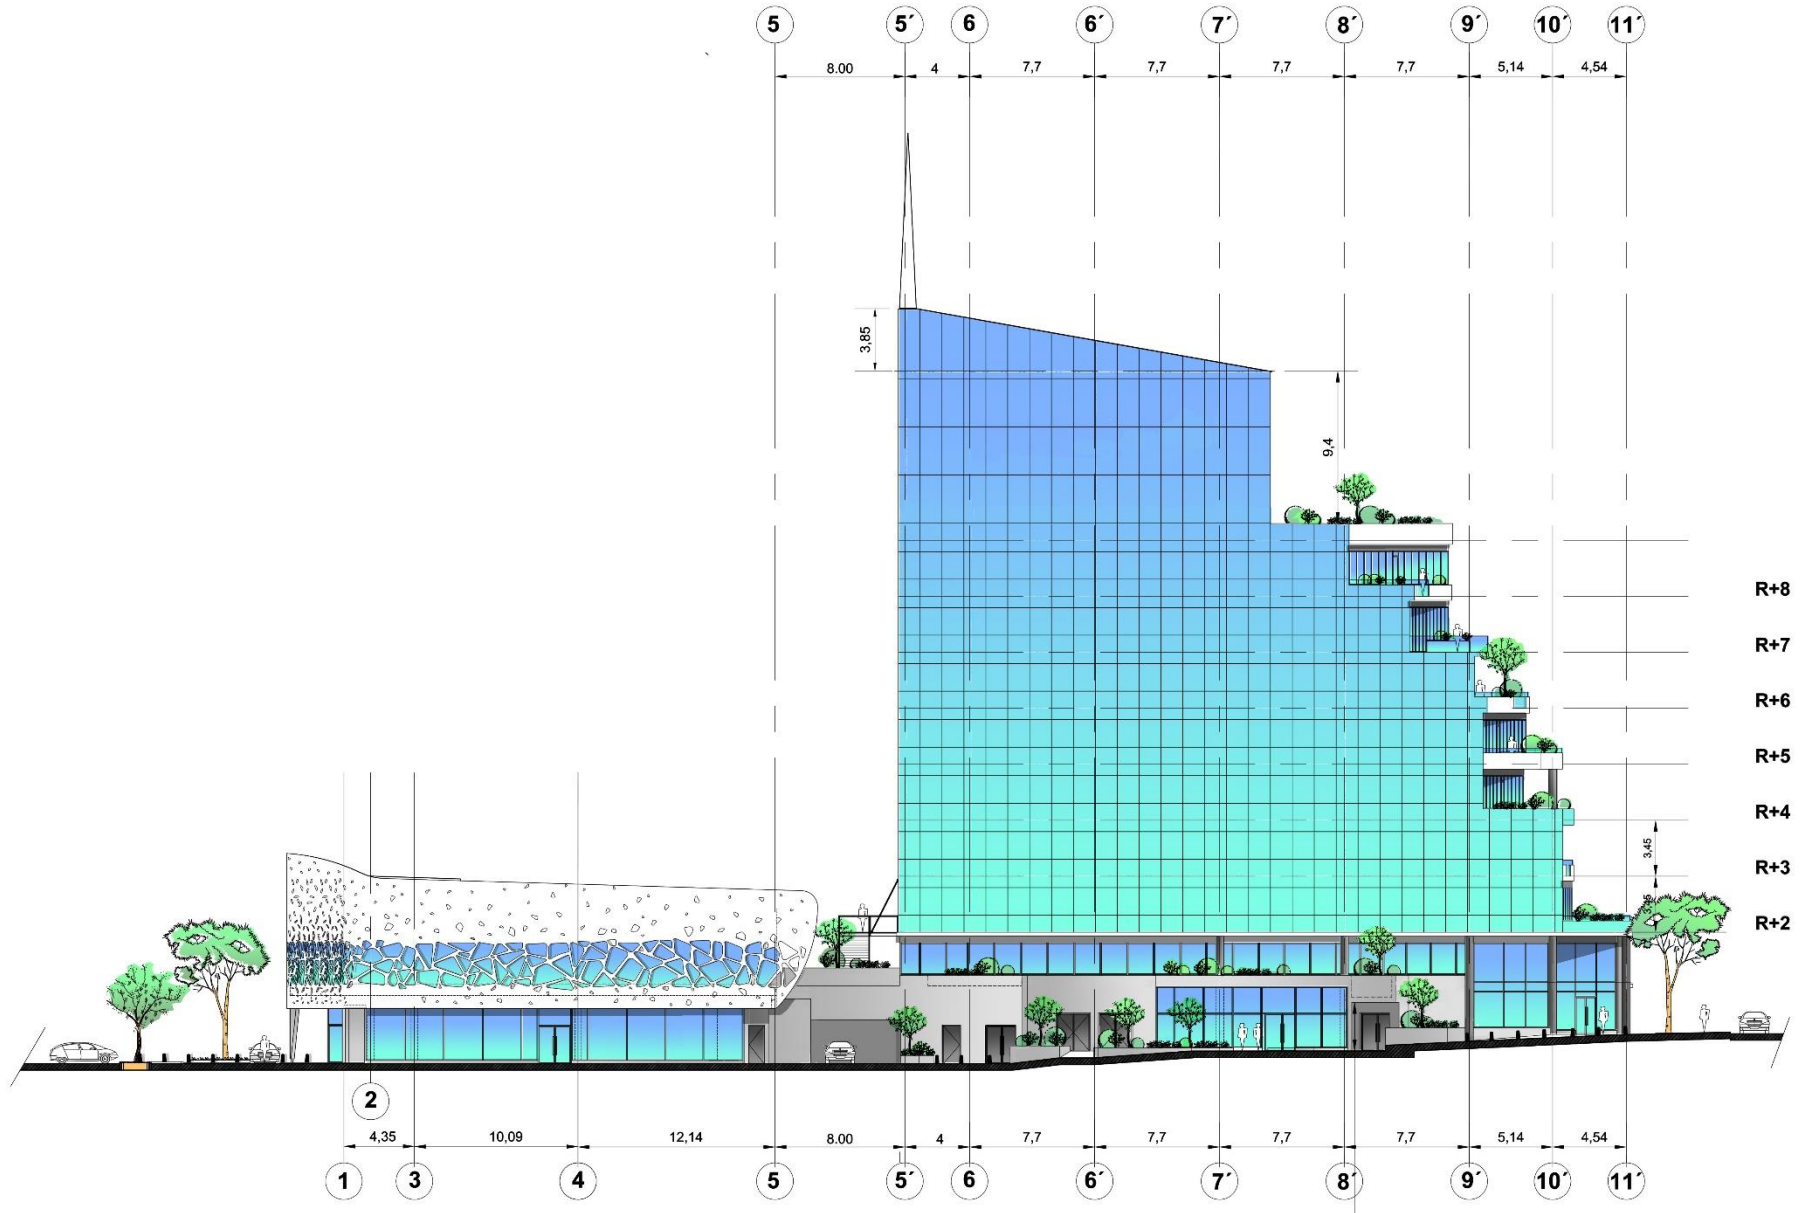 5 5´ 6 6´ 7´ 8´ 9´ 10´ 11´
8.00 4 7,7 7,7 7,7 7,7 5,14 4,54
3,85
9,4
R+8
R+7
R+6
R+5
R+4
3,45
R+3
R+2
2
4,35 10,09 12,14 8.00 4 7,7 7,7 7,7 7,7 5,14 4,54
1 3 4 5 5´ 6 6´ 7´ 8´ 9´ 10´ 11´